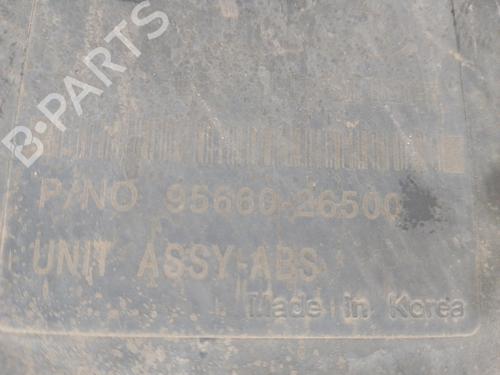 B-PARTS
P/NO 95660-26500
UNIT ASSY-ABS
Made in Korea